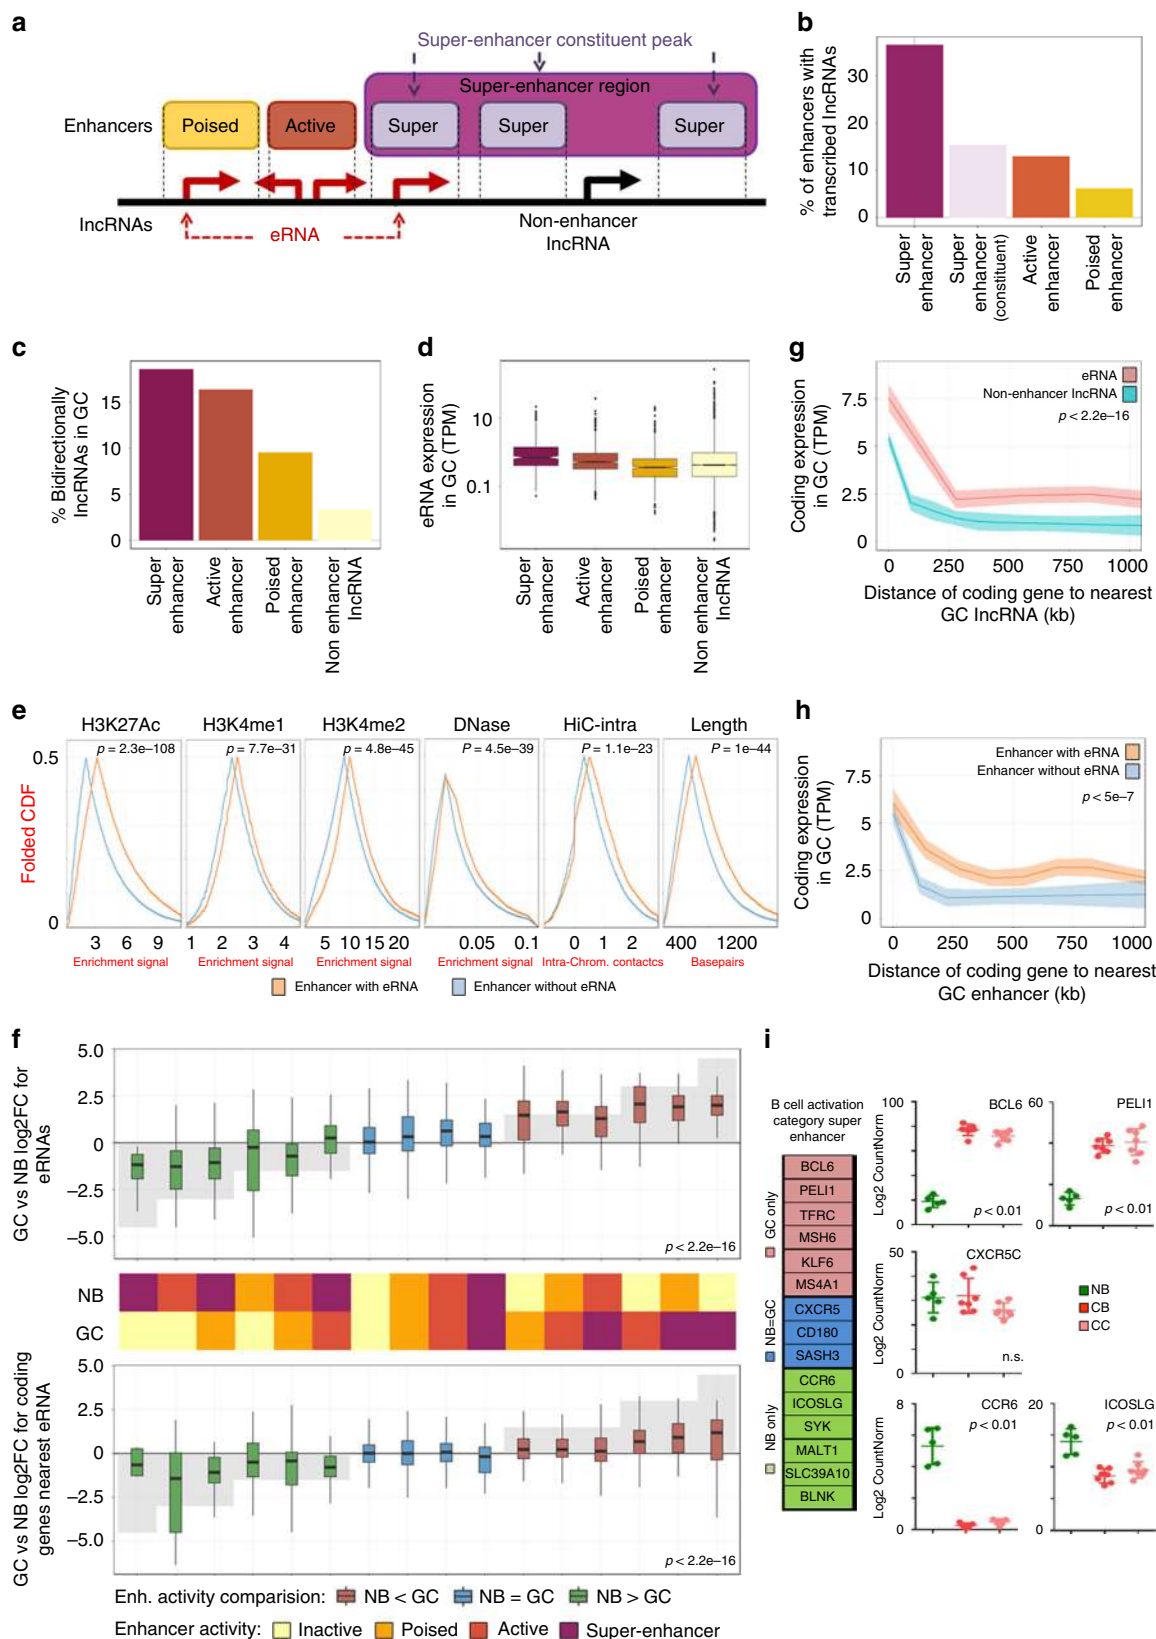 a
Super-enhancer constituent peak
Super-enhancer region
Enhancers
Poised
Active
Super
Super
Super
lncRNAs
eRNA
Non-enhancer
lncRNA
b
% of enhancers with
transcribed lncRNAs
30
20
10
0
Super
enhancer
Super
enhancer
(constituent)
Active
enhancer
Poised
enhancer
c
% Bidirectionally
lncRNAs in GC
15
10
5
0
Super
enhancer
Active
enhancer
Poised
enhancer
Non enhancer
lncRNA
d
eRNA expression
in GC (TPM)
10
0.1
Super
enhancer
Active
enhancer
Poised
enhancer
Non enhancer
lncRNA
g
Coding expression
in GC (TPM)
7.5
5
2.5
0
eRNA
Non-enhancer lncRNA
p < 2.2e–16
0 250 500 750 1000
Distance of coding gene to nearest
GC lncRNA (kb)
e
Folded CDF
0.5
0
H3K27Ac
p = 2.3e–108
3 6 9
Enrichment signal
H3K4me1
p = 7.7e–31
1 2 3 4
Enrichment signal
H3K4me2
p = 4.8e–45
5 10 15 20
Enrichment signal
DNase
P = 4.5e–39
0.05 0.1
Enrichment signal
HiC-intra
P = 1.1e–23
0 1 2
Intra-Chrom. contactcs
Length
P = 1e–44
400 1200
Basepairs
Enhancer with eRNA
Enhancer without eRNA
h
Coding expression
in GC (TPM)
7.5
5
2.5
0
Enhancer with eRNA
Enhancer without eRNA
p < 5e–7
0 250 500 750 1000
Distance of coding gene to nearest
GC enhancer (kb)
f
GC vs NB log2FC for
eRNAs
5.0
2.5
0
–2.5
–5.0
p < 2.2e–16
NB
GC
GC vs NB log2FC for coding
genes nearest eRNA
5.0
2.5
0
–2.5
–5.0
p < 2.2e–16
Enh. activity comparision: NB < GC NB = GC NB > GC
Enhancer activity: Inactive Poised Active Super-enhancer
i
B cell activation
category super
enhancer
GC only
NB=GC
NB only
BCL6
PELI1
TFRC
MSH6
KLF6
MS4A1
CXCR5
CD180
SASH3
CCR6
ICOSLG
SYK
MALT1
SLC39A10
BLNK
Log2 CountNorm
100
0
BCL6
p < 0.01
60
0
PELI1
p < 0.01
Log2 CountNorm
50
0
CXCR5C
n.s.
NB
CB
CC
Log2 CountNorm
8
0
CCR6
p < 0.01
20
0
ICOSLG
p < 0.01